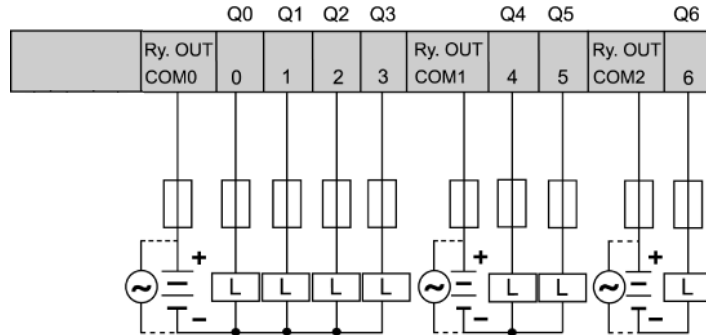 Q0 Q1 Q2 Q3 Q4 Q5 Q6
Ry. OUT Ry. OUT Ry. OUT
COM0 0 1 2 3 COM1 4 5 COM2 6
+ + +
~ L L L L ~ L L ~ L
− − −